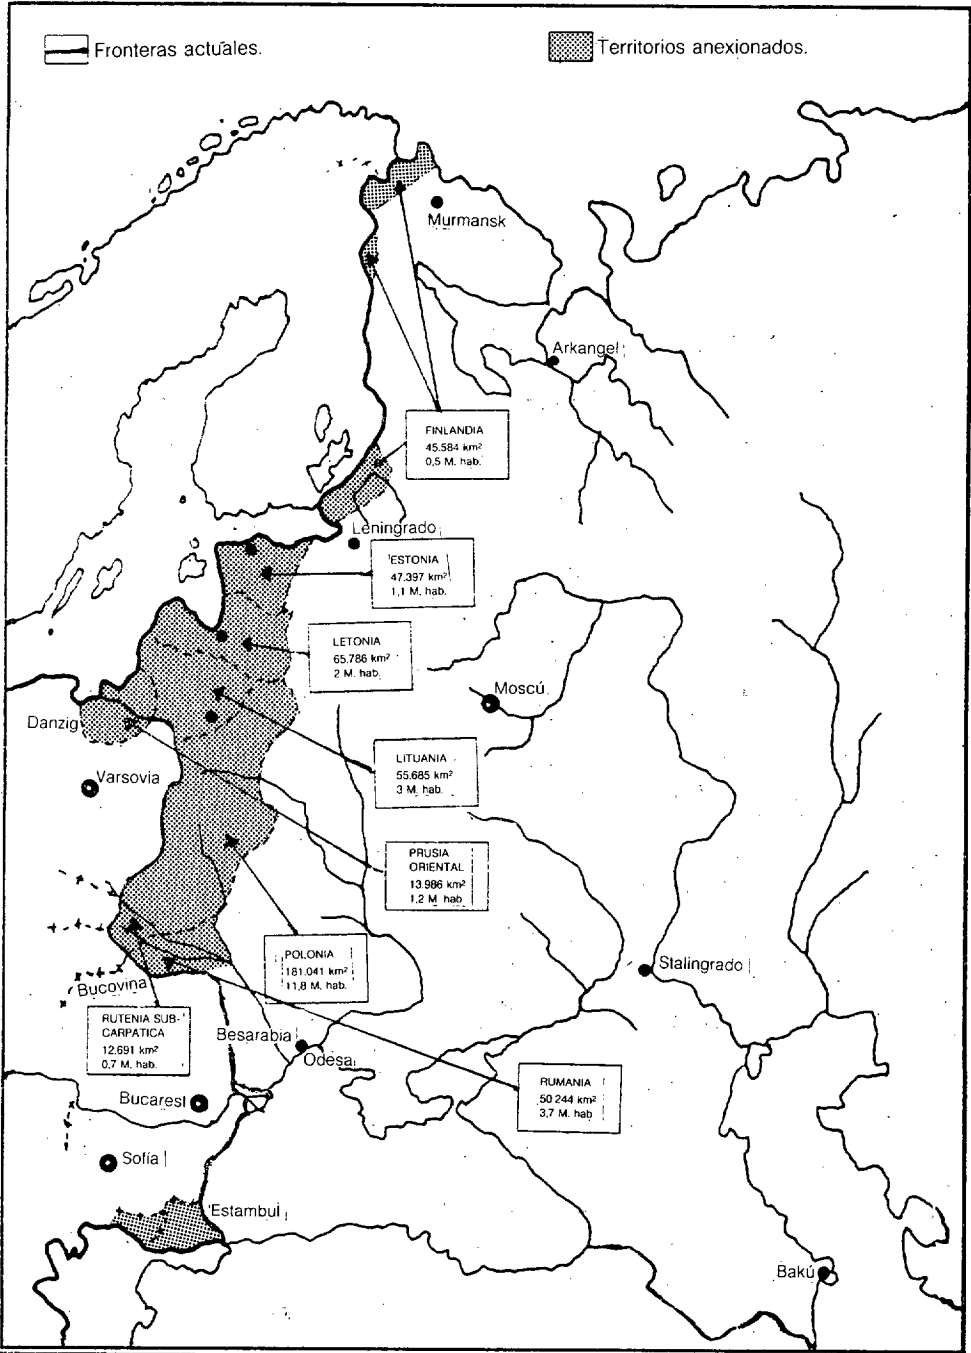 Fronteras actuales.
Territorios anexionados.
Murmansk
Arkangel
FINLANDIA
45.584 km²
0,5 M. hab.
Leningrado
ESTONIA
47.397 km²
1,1 M. hab.
LETONIA
65.786 km²
2 M. hab.
Moscú
Danzig
LITUANIA
55.685 km²
3 M. hab.
Varsovia
PRUSIA
ORIENTAL
13.986 km²
1,2 M. hab
POLONIA
181.041 km²
11,8 M. hab.
Stalingrado
Bucovina
RUTENIA SUB-
CARPATICA
12.691 km²
0,7 M. hab.
Besarabia
Odesa
RUMANIA
50 244 km²
3,7 M. hab
Bucarest
Sofía
Estambul
Bakú